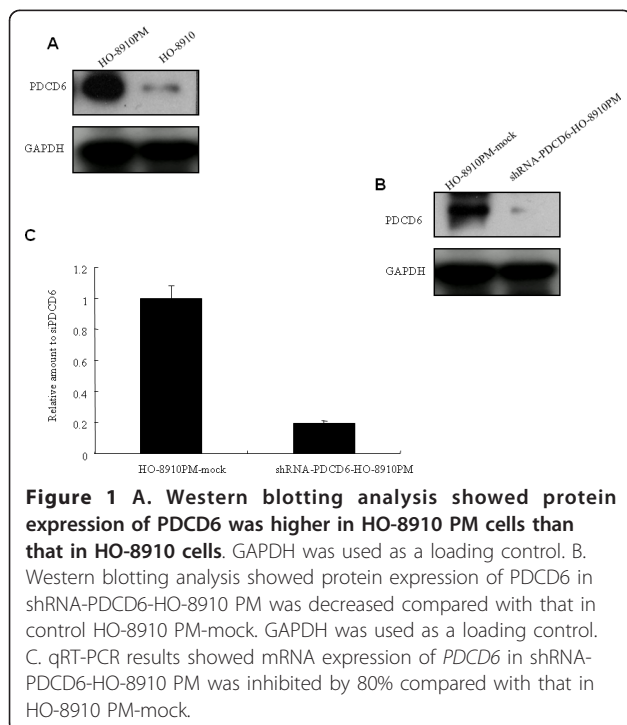 A
HO-8910PM
HO-8910
PDCD6
GAPDH
B
HO-8910PM-mock
shRNA-PDCD6-HO-8910PM
PDCD6
GAPDH
C
Relative amount to siPDCD6
1.2
1
0.8
0.6
0.4
0.2
0
HO-8910PM-mock
shRNA-PDCD6-HO-8910PM
Figure 1 A. Western blotting analysis showed protein
expression of PDCD6 was higher in HO-8910 PM cells than
that in HO-8910 cells. GAPDH was used as a loading control. B.
Western blotting analysis showed protein expression of PDCD6 in
shRNA-PDCD6-HO-8910 PM was decreased compared with that in
control HO-8910 PM-mock. GAPDH was used as a loading control.
C. qRT-PCR results showed mRNA expression of PDCD6 in shRNA-
PDCD6-HO-8910 PM was inhibited by 80% compared with that in
HO-8910 PM-mock.